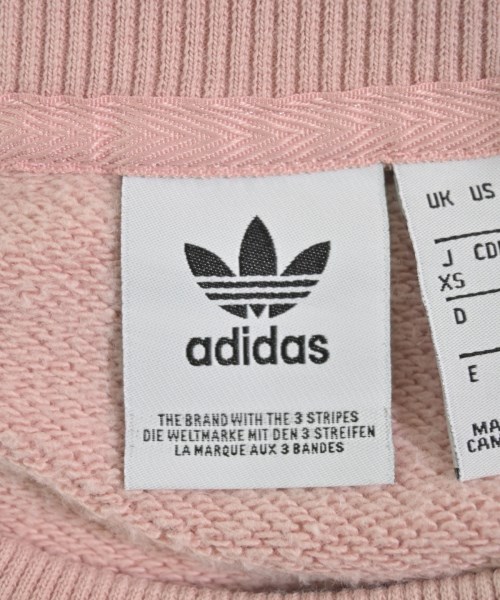 adidas
THE BRAND WITH THE 3 STRIPES
DIE WELTMARKE MIT DEN 3 STREIFEN
LA MARQUE AUX 3 BANDES
UK US
J
XS
D
E